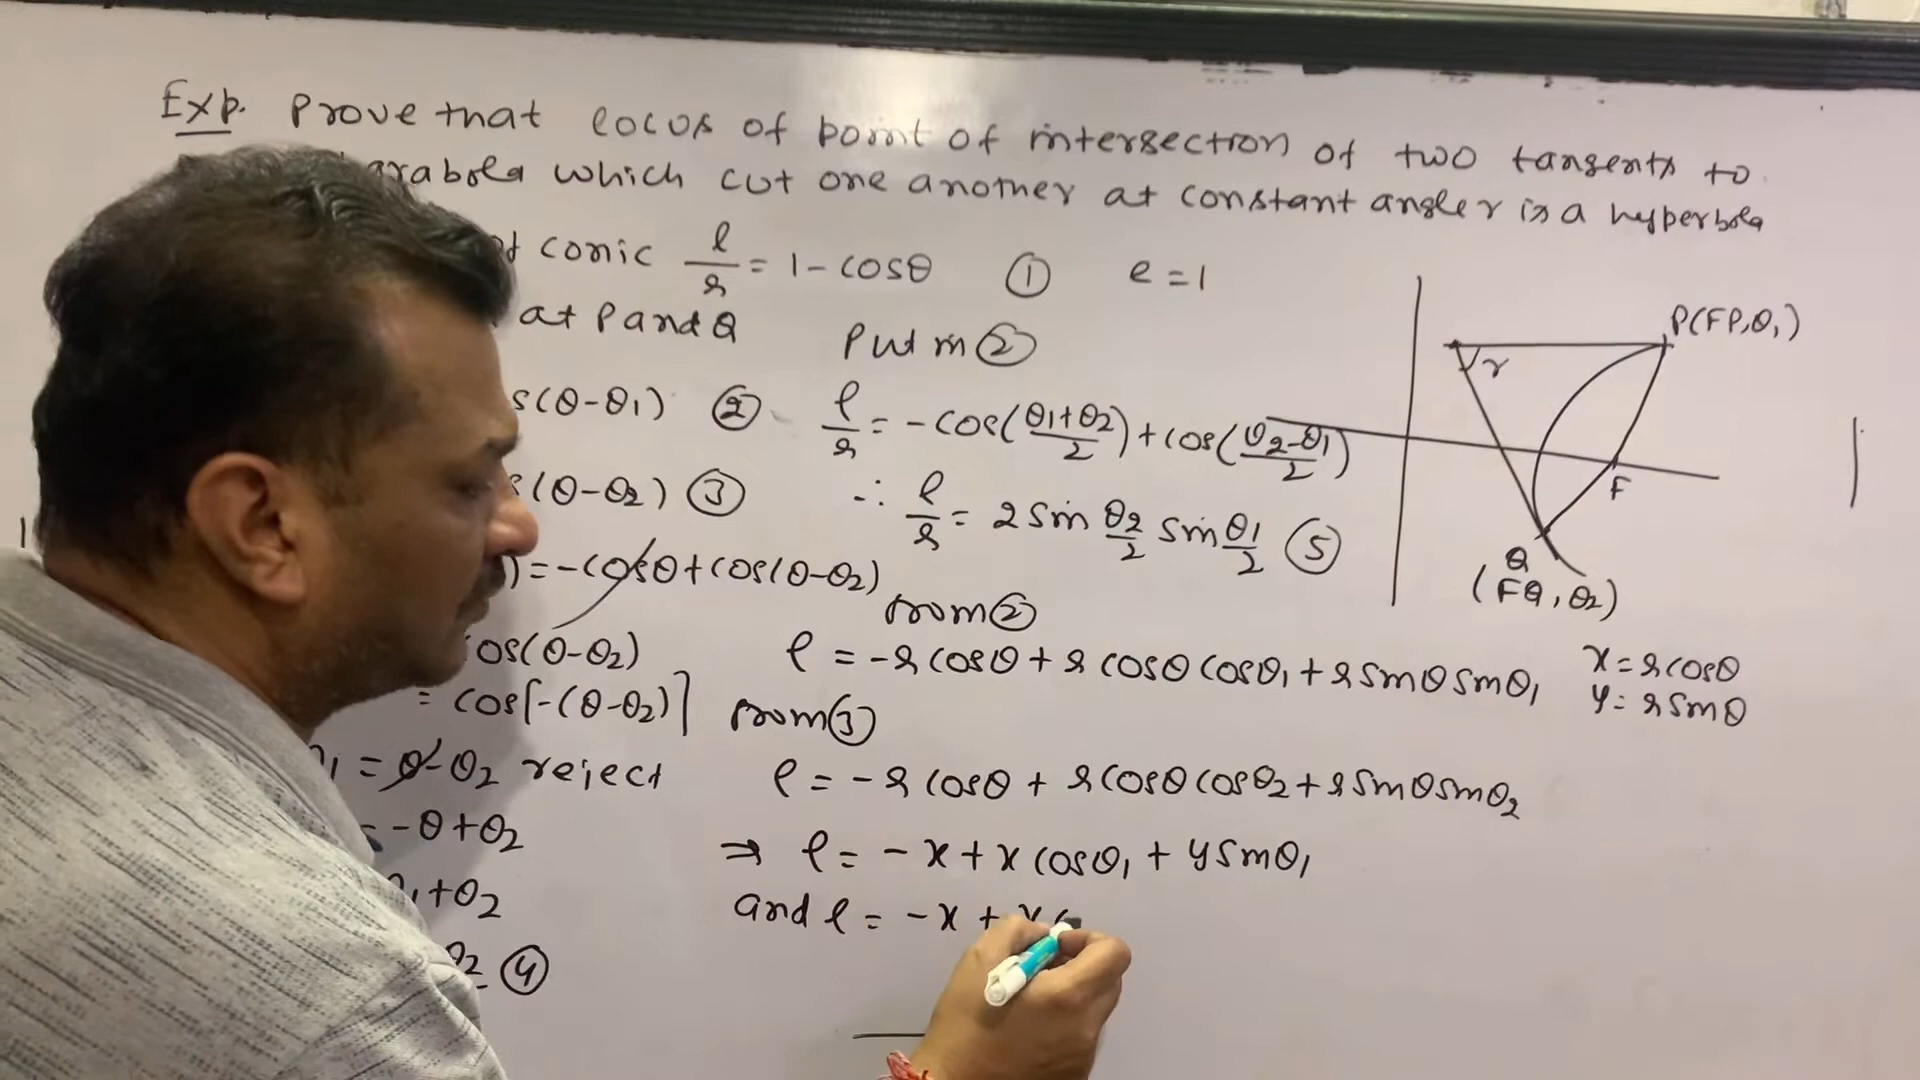 Exp. Prove that locus of point of intersection of two tangents to
arabola which cut one another at constant angle r is a hyperbola
conic l/r = 1 - cosθ ① e = 1
at P and Q
s(θ-θ1) ②
s(θ-θ2) ③
) = -cosθ + cos(θ-θ2)
cos(θ-θ2)
= cos[-(θ-θ2)]
1 = θ-θ2 reject
= -θ+θ2
1+θ2
θ2 ④
Put in ②
l/r = -cos(θ1+θ2/2) + cos(θ2-θ1/2)
∴ l/r = 2 sin θ2/2 sin θ1/2 ⑤
from ②
l = -r cosθ + r cosθ cosθ1 + r sinθ sinθ1
x = r cosθ
y = r sinθ
from ③
l = -r cosθ + r cosθ cosθ2 + r sinθ sinθ2
⇒ l = -x + x cosθ1 + y sinθ1
and l = -x + x c
P(FP, θ1)
r
F
Q
(FQ, θ2)